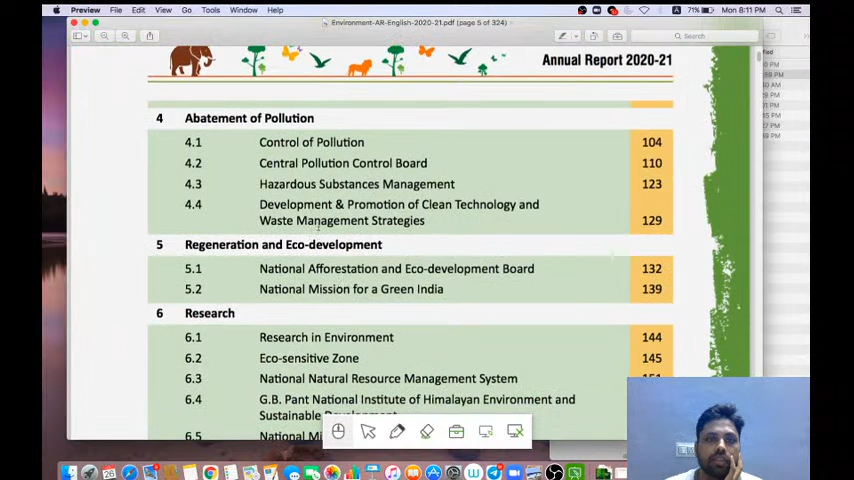 Preview File Edit View Go Tools Window Help 71% Mon 8:11 PM
Environment-AR-English-2020-21.pdf (page 5 of 324)
Search
Annual Report 2020-21
4 Abatement of Pollution
4.1 Control of Pollution 104
4.2 Central Pollution Control Board 110
4.3 Hazardous Substances Management 123
4.4 Development & Promotion of Clean Technology and
Waste Management Strategies 129
5 Regeneration and Eco-development
5.1 National Afforestation and Eco-development Board 132
5.2 National Mission for a Green India 139
6 Research
6.1 Research in Environment 144
6.2 Eco-sensitive Zone 145
6.3 National Natural Resource Management System
6.4 G.B. Pant National Institute of Himalayan Environment and
Sustainable
6.5 National